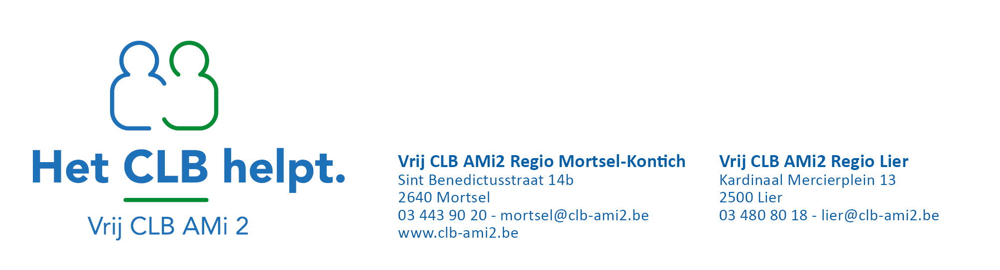 Het CLB helpt.
Vrij CLB AMi 2
Vrij CLB AMi2 Regio Mortsel-Kontich
Sint Benedictusstraat 14b
2640 Mortsel
03 443 90 20 - mortsel@clb-ami2.be
www.clb-ami2.be
Vrij CLB AMi2 Regio Lier
Kardinaal Mercierplein 13
2500 Lier
03 480 80 18 - lier@clb-ami2.be